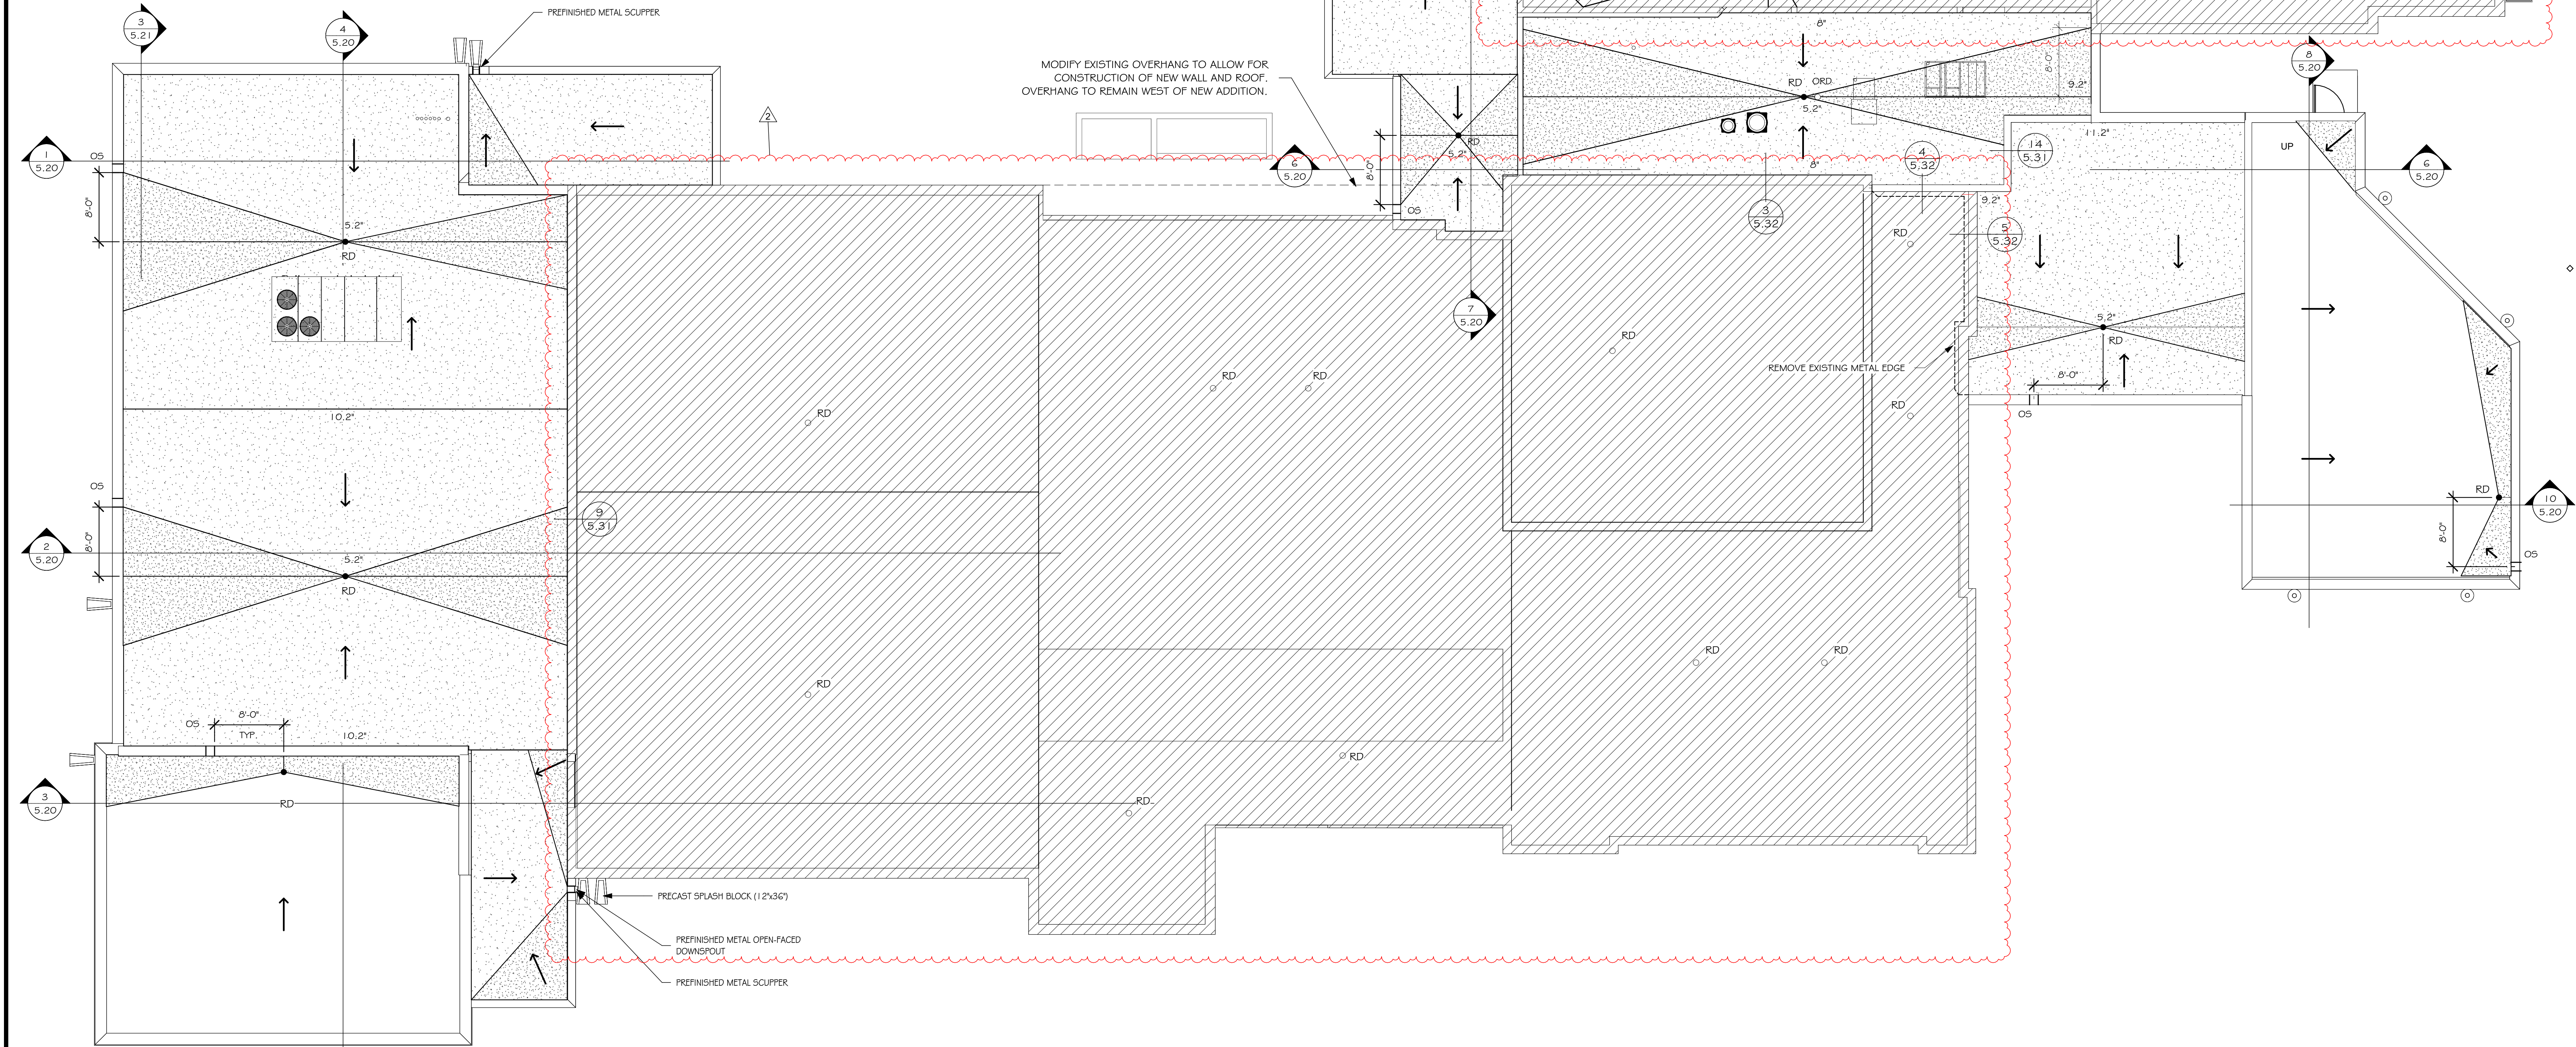 3
5.21
4
5.20
PREFINISHED METAL SCUPPER
8
5.20
8"
8'-0"
9.2"
RD
ORD
5.2"
8"
MODIFY EXISTING OVERHANG TO ALLOW FOR
CONSTRUCTION OF NEW WALL AND ROOF.
OVERHANG TO REMAIN WEST OF NEW ADDITION.
2
1
5.20
OS
8'-0"
5.2"
RD
6
5.20
8'-0"
RD
5.2"
OS
4
5.32
14
5.31
11.2"
UP
6
5.20
3
5.32
9.2"
5
5.32
RD
7
5.20
RD
5.2"
RD
REMOVE EXISTING METAL EDGE
8'-0"
OS
RD
RD
RD
RD
10.2"
OS
8'-0"
9
5.31
2
5.20
5.2"
RD
RD
10
5.20
8'-0"
OS
RD
RD
RD
OS
8'-0"
TYP.
10.2"
RD
3
5.20
RD
RD
PRECAST SPLASH BLOCK (12"x36")
PREFINISHED METAL OPEN-FACED
DOWNSPOUT
PREFINISHED METAL SCUPPER